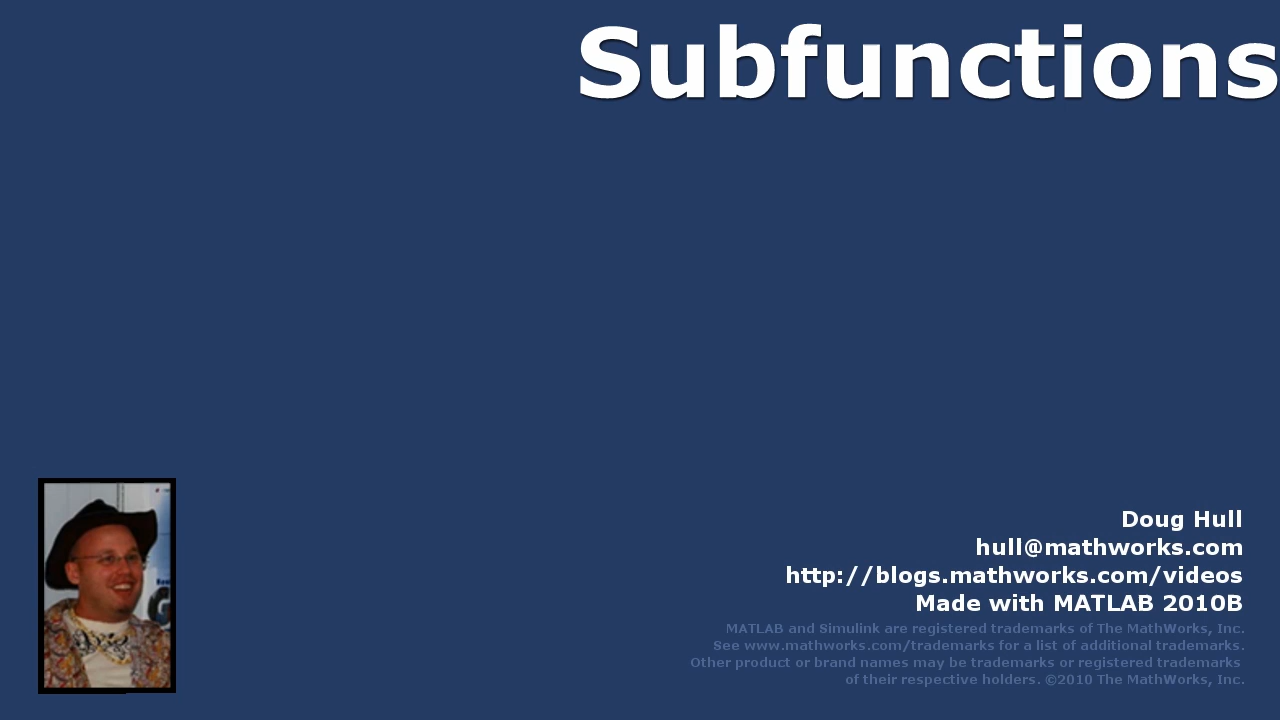 Subfunctions
Doug Hull
hull@mathworks.com
http://blogs.mathworks.com/videos
Made with MATLAB 2010B
MATLAB and Simulink are registered trademarks of The MathWorks, Inc.
See www.mathworks.com/trademarks for a list of additional trademarks.
Other product or brand names may be trademarks or registered trademarks
of their respective holders. ©2010 The MathWorks, Inc.